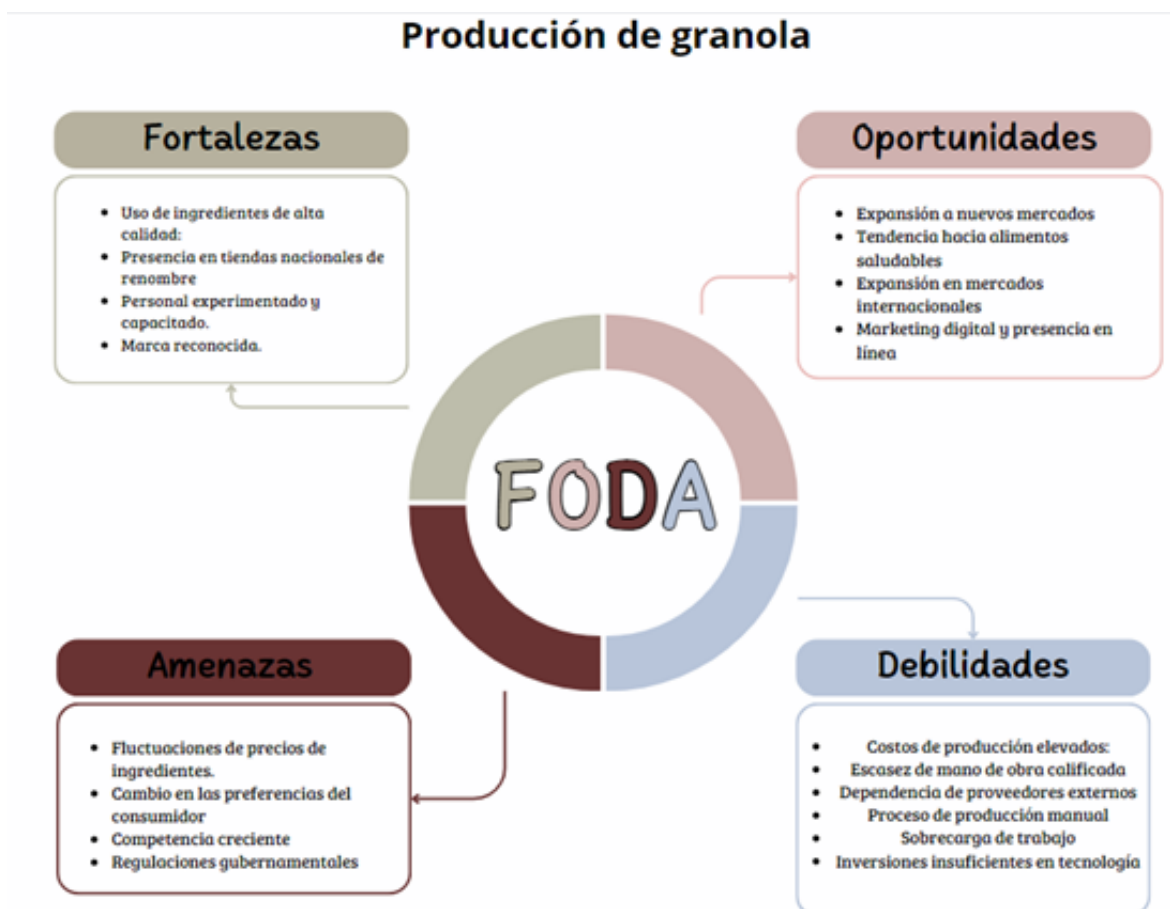 Producción de granola
Fortalezas
• Uso de ingredientes de alta
calidad:
• Presencia en tiendas nacionales de
renombre
• Personal experimentado y
capacitado.
• Marca reconocida.
Oportunidades
• Expansión a nuevos mercados
• Tendencia hacia alimentos
saludables
• Expansión en mercados
internacionales
• Marketing digital y presencia en
línea
FODA
Amenazas
• Fluctuaciones de precios de
ingredientes.
• Cambio en las preferencias del
consumidor
• Competencia creciente
• Regulaciones gubernamentales
Debilidades
• Costos de producción elevados:
• Escasez de mano de obra calificada
• Dependencia de proveedores externos
• Proceso de producción manual
• Sobrecarga de trabajo
• Inversiones insuficientes en tecnología